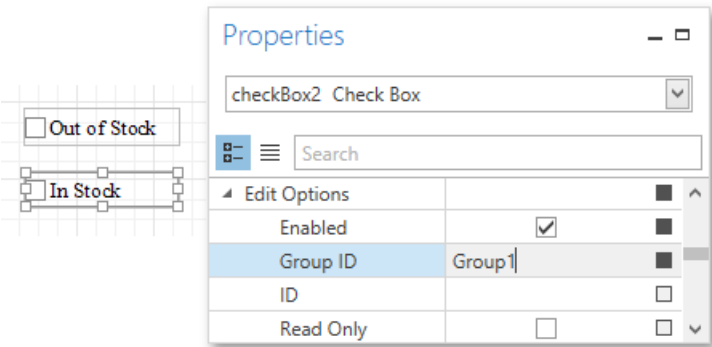 Properties
checkBox2 Check Box
Out of Stock
Search
In Stock
Edit Options
Enabled
Group ID Group1
ID
Read Only